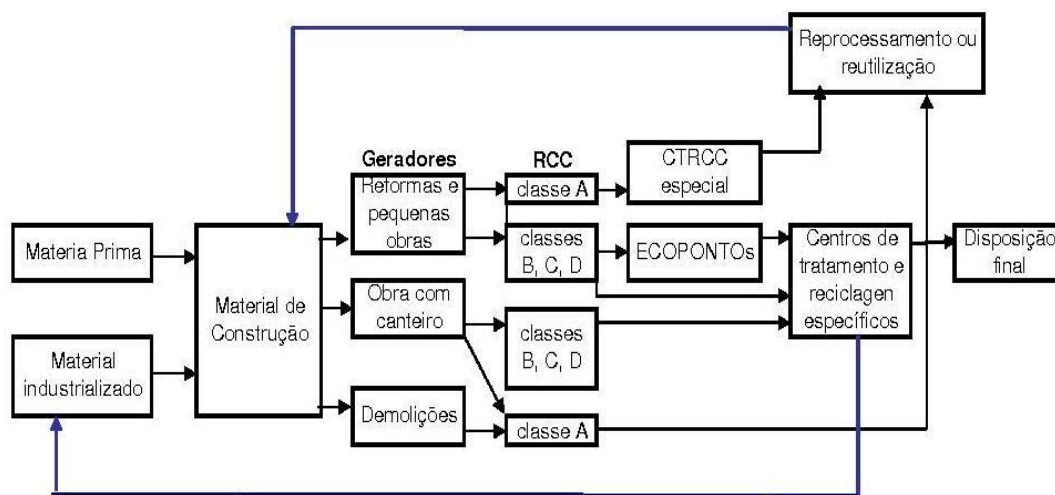 Reprocessamento ou
reutilização
Geradores
RCC
Reformas e
pequenas
obras
classe A
CTRCC
especial
classes
B, C, D
ECOPONTOs
Centros de
tratamento e
reciclagen
específicos
Disposição
final
Materia Prima
Material de
Construção
Obra com
canteiro
classes
B, C, D
Material
industrializado
Demolições
classe A